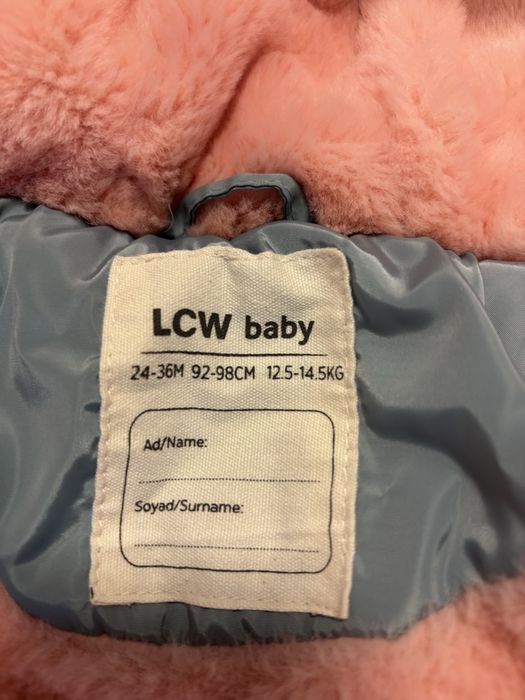 LCW baby
24-36M 92-98CM 12.5-14.5KG
Ad/Name:
Soyad/Surname: